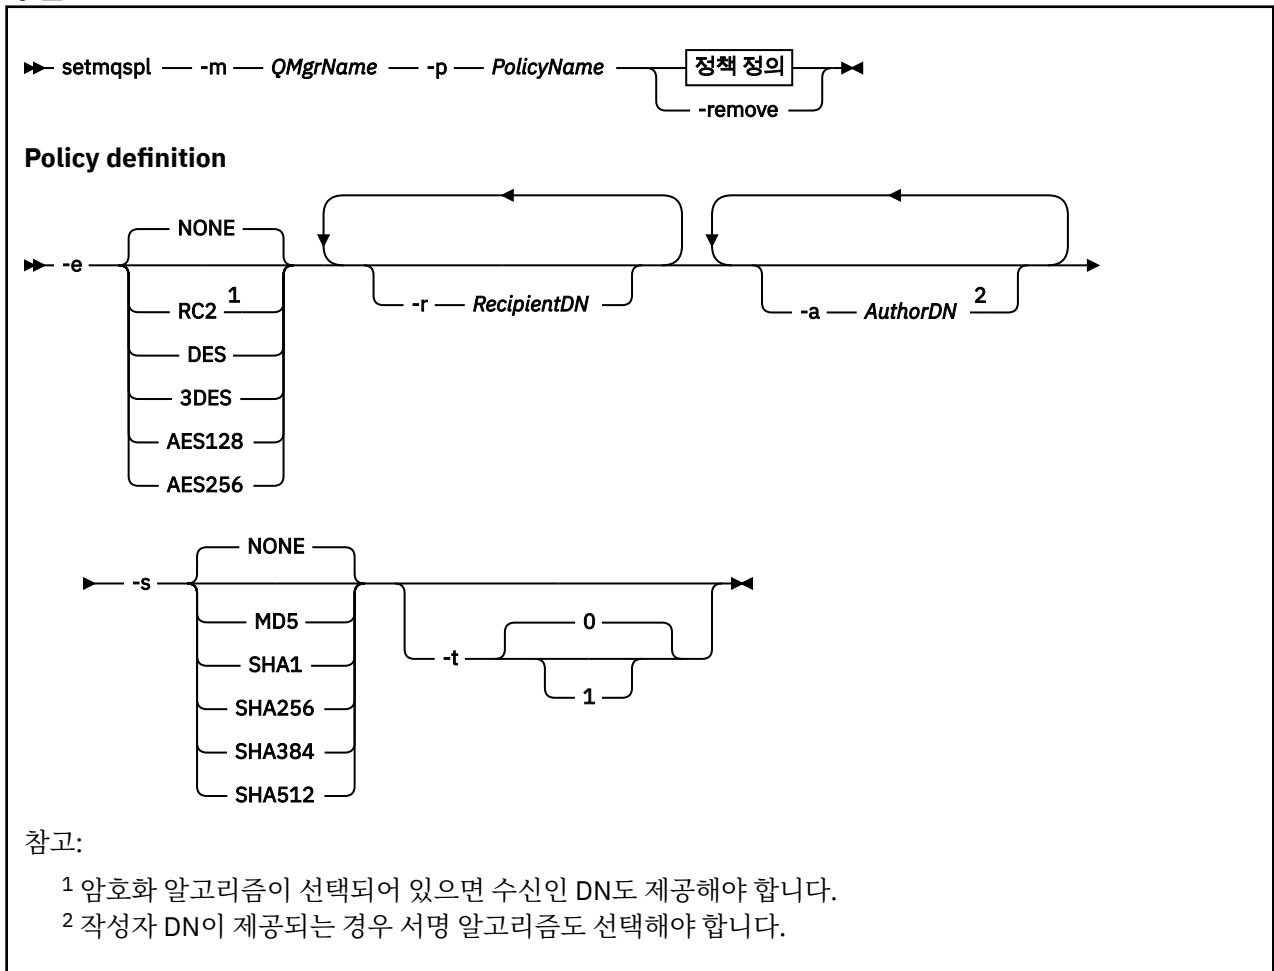 setmqspl -m QMgrName -p PolicyName 정책 정의
-remove
Policy definition
NONE
-e
RC2 1
DES
3DES
AES128
AES256
-r RecipientDN
-a AuthorDN 2
NONE
-s
MD5
SHA1
SHA256
SHA384
SHA512
0
-t
1
참고:
1 암호화 알고리즘이 선택되어 있으면 수신인 DN도 제공해야 합니다.
2 작성자 DN이 제공되는 경우 서명 알고리즘도 선택해야 합니다.